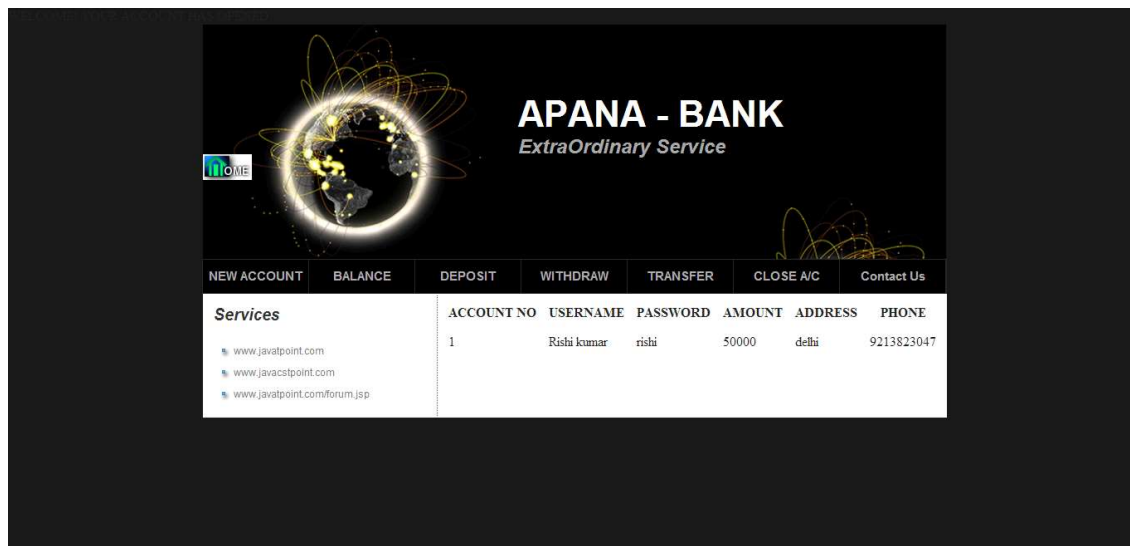 APANA - BANK
ExtraOrdinary Service
HOME
NEW ACCOUNT BALANCE DEPOSIT WITHDRAW TRANSFER CLOSE A/C Contact Us
Services
www.javatpoint.com
www.javacstpoint.com
www.javatpoint.com/forum.jsp
ACCOUNT NO USERNAME PASSWORD AMOUNT ADDRESS PHONE
1 Rishi kumar rishi 50000 delhi 9213823047